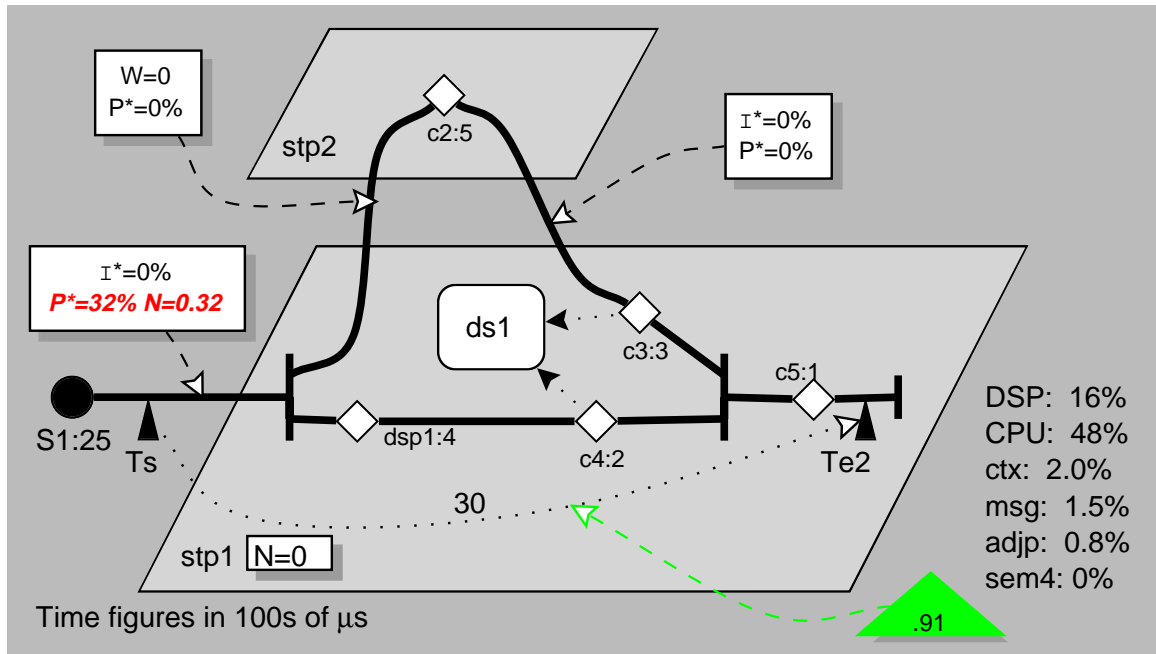 W=0
P*=0%
c2:5
stp2
I*=0%
P*=0%
I*=0%
P*=32% N=0.32
ds1
c3:3
c5:1
S1:25
Ts
dsp1:4
c4:2
Te2
30
stp1
N=0
DSP: 16%
CPU: 48%
ctx: 2.0%
msg: 1.5%
adjp: 0.8%
sem4: 0%
Time figures in 100s of μs
.91